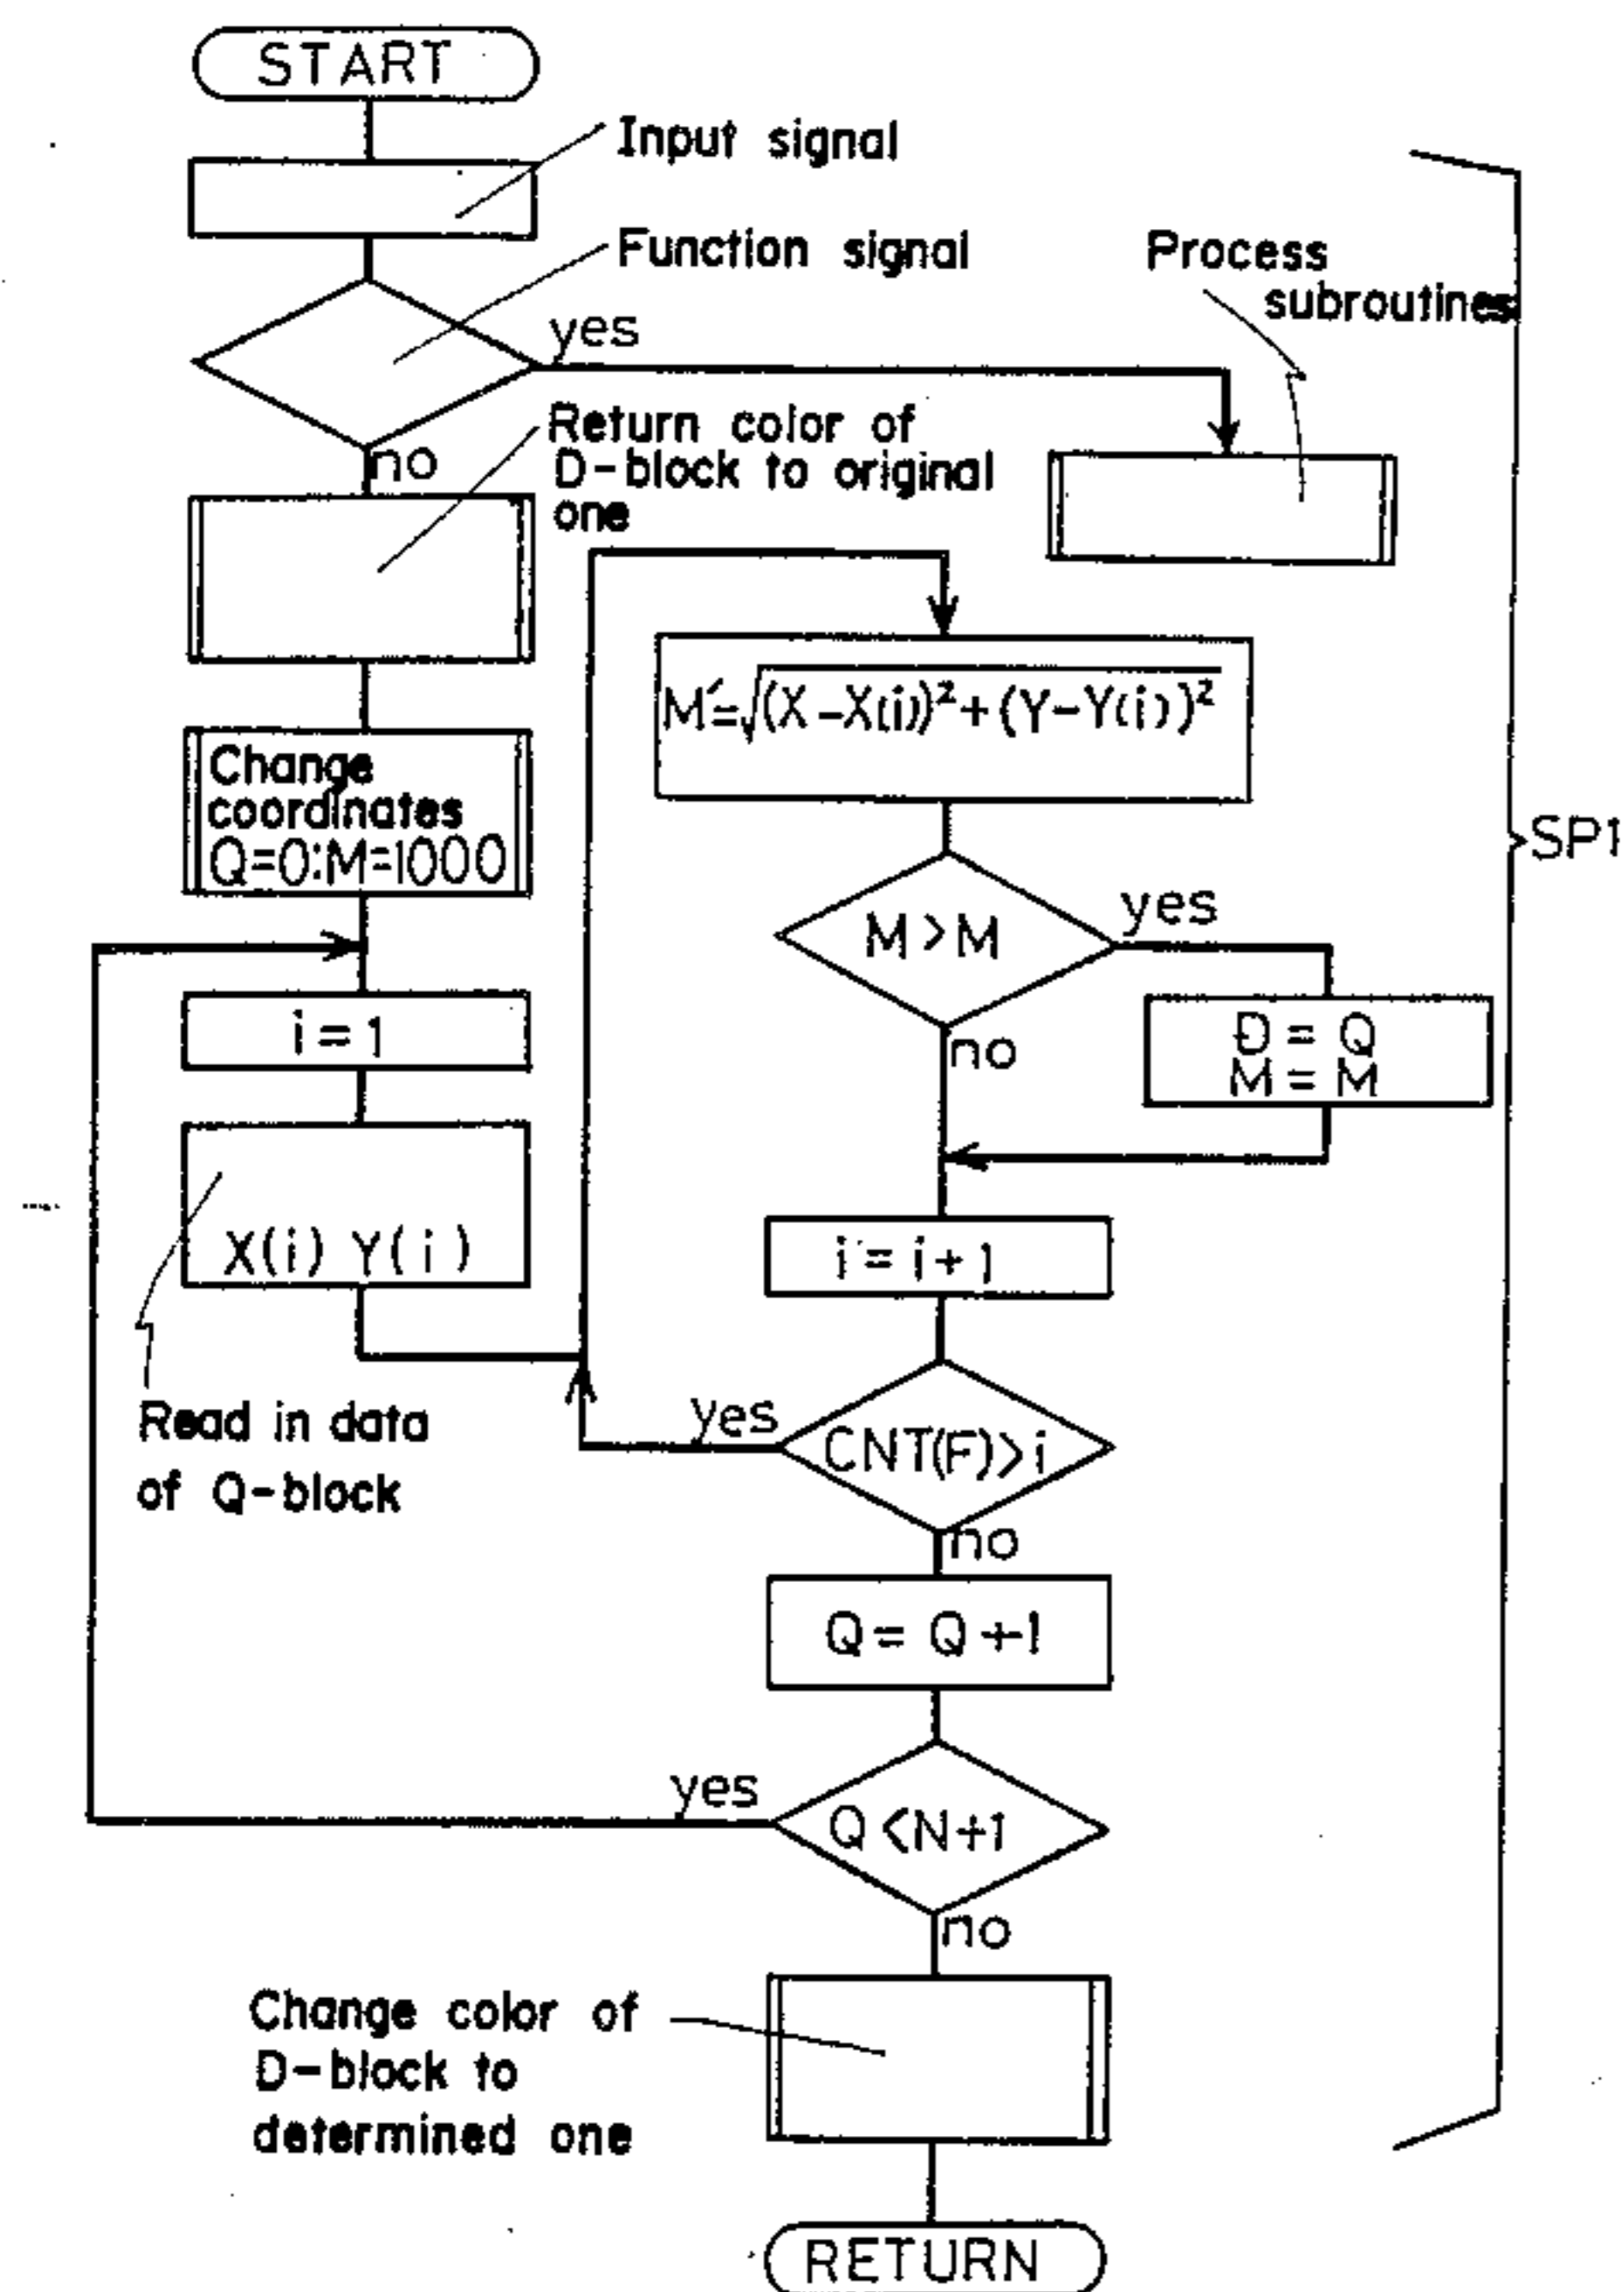 START
Input signal
Function signal
yes
Process
subroutines
no
Return color of
D-block to original
one
Change
coordinates
Q=0:M=1000
M'=√(X-X(i))²+(Y-Y(i))²
M>M
yes
no
D = Q
M = M
i = 1
X(i) Y(i)
Read in data
of Q-block
i = i+1
CNT(F)>i
yes
no
Q = Q+1
Q<N+1
yes
no
Change color of
D-block to
determined one
RETURN
SP1